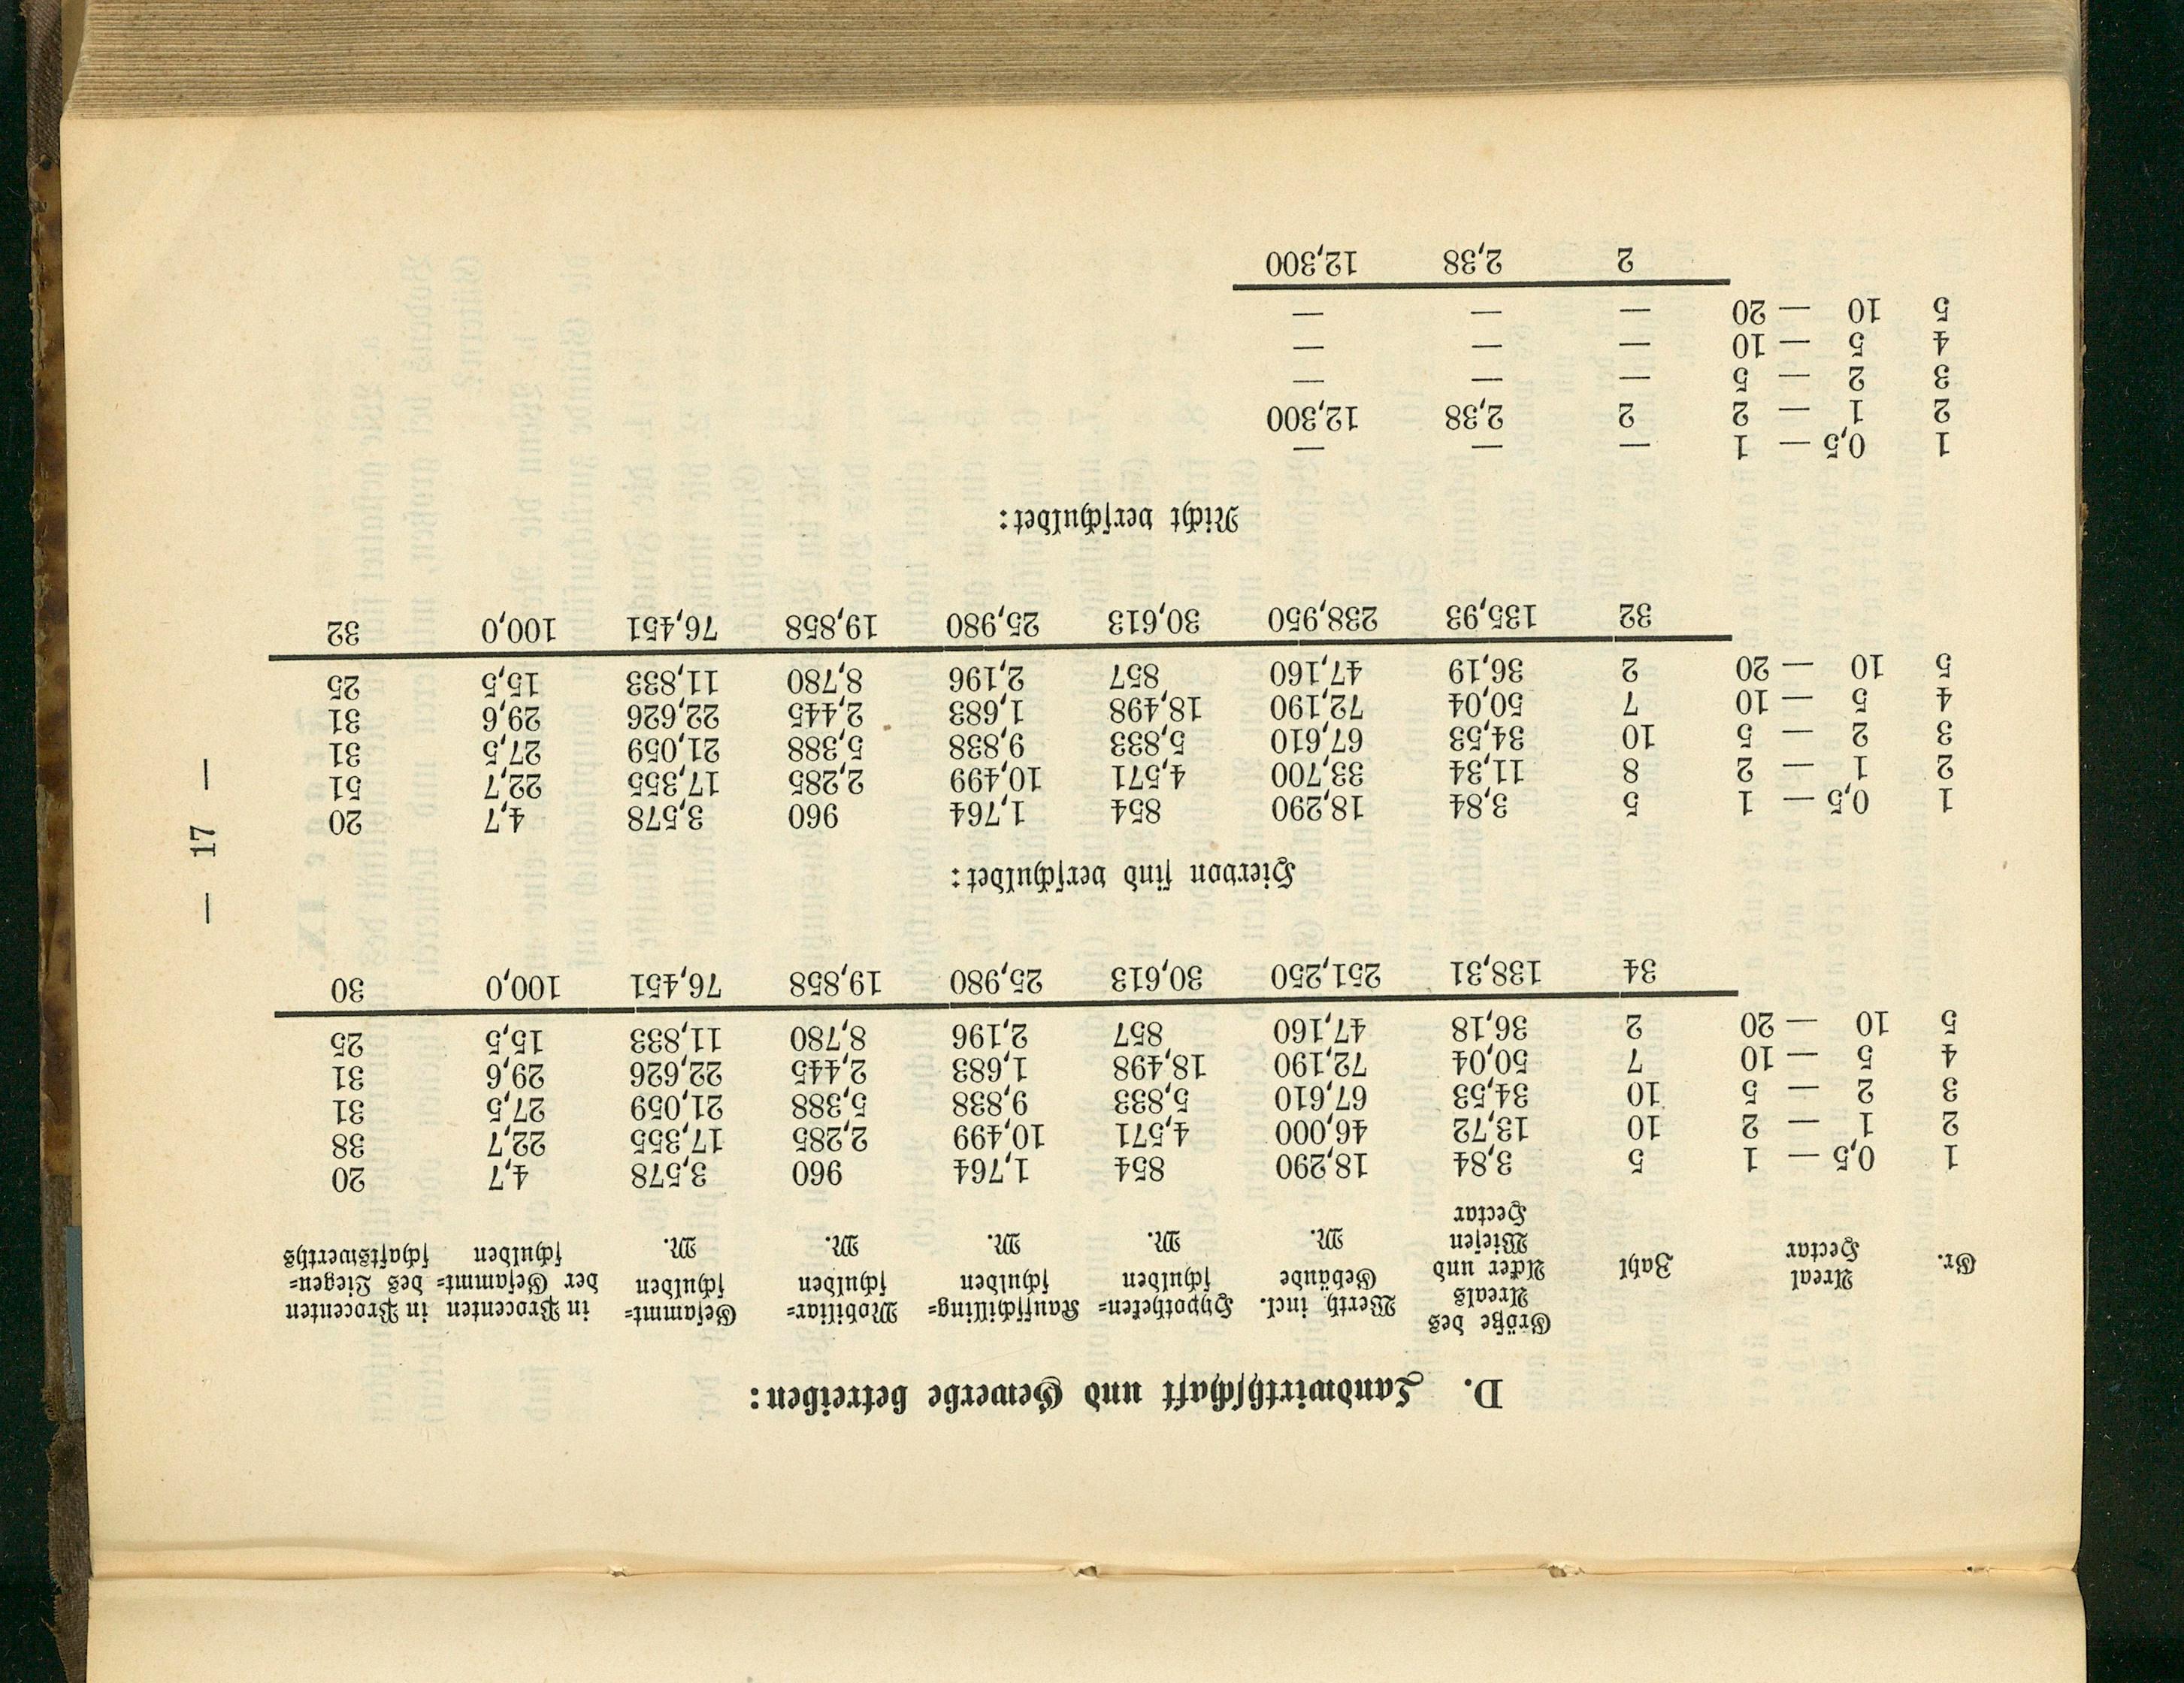 — 17 —
D. Landwirthschaft und Gewerbe betreiben:
Gr. Areal Hectar Zahl Größe des Areals Acker und Wiesen Hectar Werth incl. Gebäude M. Hypotheken-schulden M. Kaufschilling-schulden M. Mobiliar-schulden M. Gesammt-schulden M. in Procenten der Gesammt-schulden in Procenten des Liegen-schaftswerths
1 0,5 — 1 5 3,84 18,290 854 1,764 960 3,578 4,7 20
2 1 — 2 10 13,72 46,000 4,571 10,499 2,285 17,355 22,7 38
3 2 — 5 10 34,53 67,610 5,833 9,838 5,388 21,059 27,5 31
4 5 — 10 7 50,04 72,190 18,498 1,683 2,445 22,626 29,6 31
5 10 — 20 2 36,18 47,160 857 2,196 8,780 11,833 15,5 25
34 138,31 251,250 30,613 25,980 19,858 76,451 100,0 30
Hiervon sind verschuldet:
1 0,5 — 1 5 3,84 18,290 854 1,764 960 3,578 4,7 20
2 1 — 2 8 11,34 33,700 4,571 10,499 2,285 17,355 22,7 51
3 2 — 5 10 34,53 67,610 5,833 9,838 5,388 21,059 27,5 31
4 5 — 10 7 50,04 72,190 18,498 1,683 2,445 22,626 29,6 31
5 10 — 20 2 36,19 47,160 857 2,196 8,780 11,833 15,5 25
32 135,93 238,950 30,613 25,980 19,858 76,451 100,0 32
Nicht verschuldet:
1 0,5 — 1 — — —
2 1 — 2 2 2,38 12,300
3 2 — 5 — — —
4 5 — 10 — — —
5 10 — 20 — — —
2 2,38 12,300